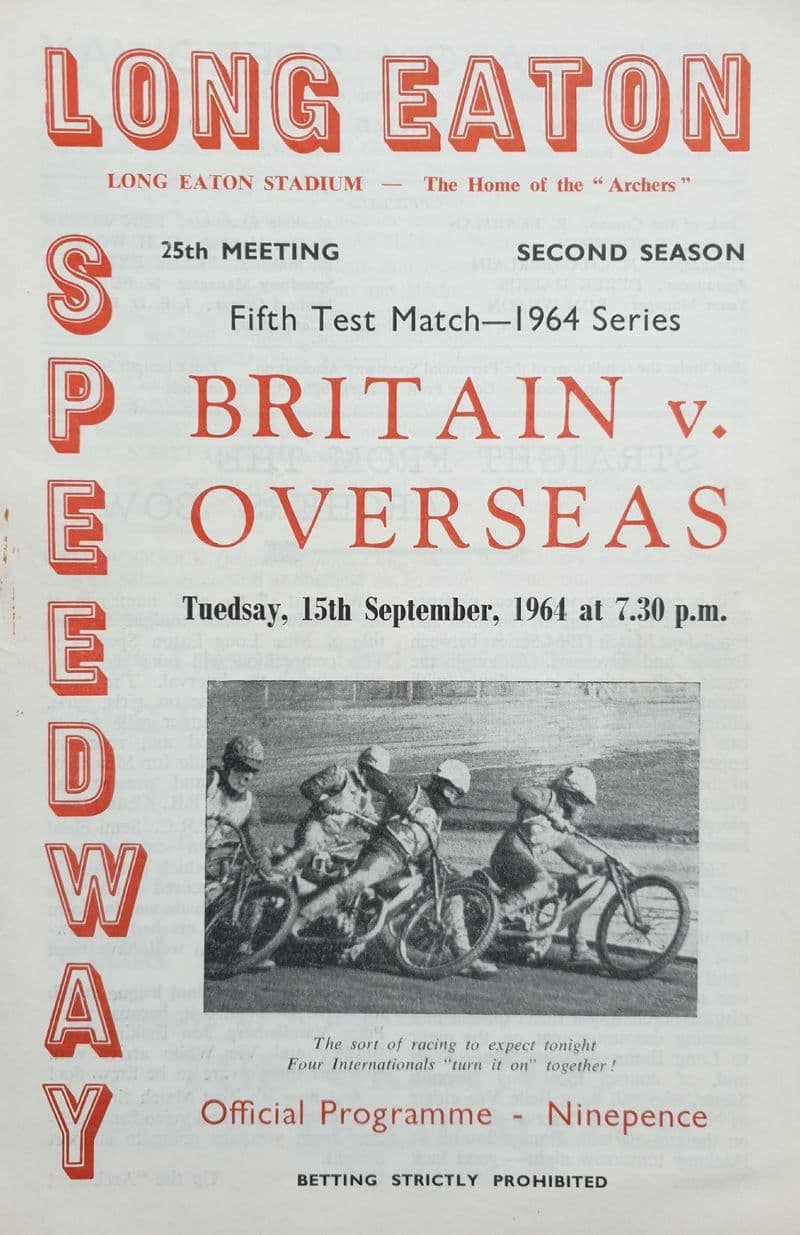 LONG EATON
LONG EATON STADIUM — The Home of the "Archers"
SPEEDWAY
25th MEETING SECOND SEASON
Fifth Test Match—1964 Series
BRITAIN v.
OVERSEAS
Tuedsay, 15th September, 1964 at 7.30 p.m.
The sort of racing to expect tonight
Four Internationals "turn it on" together!
Official Programme - Ninepence
BETTING STRICTLY PROHIBITED